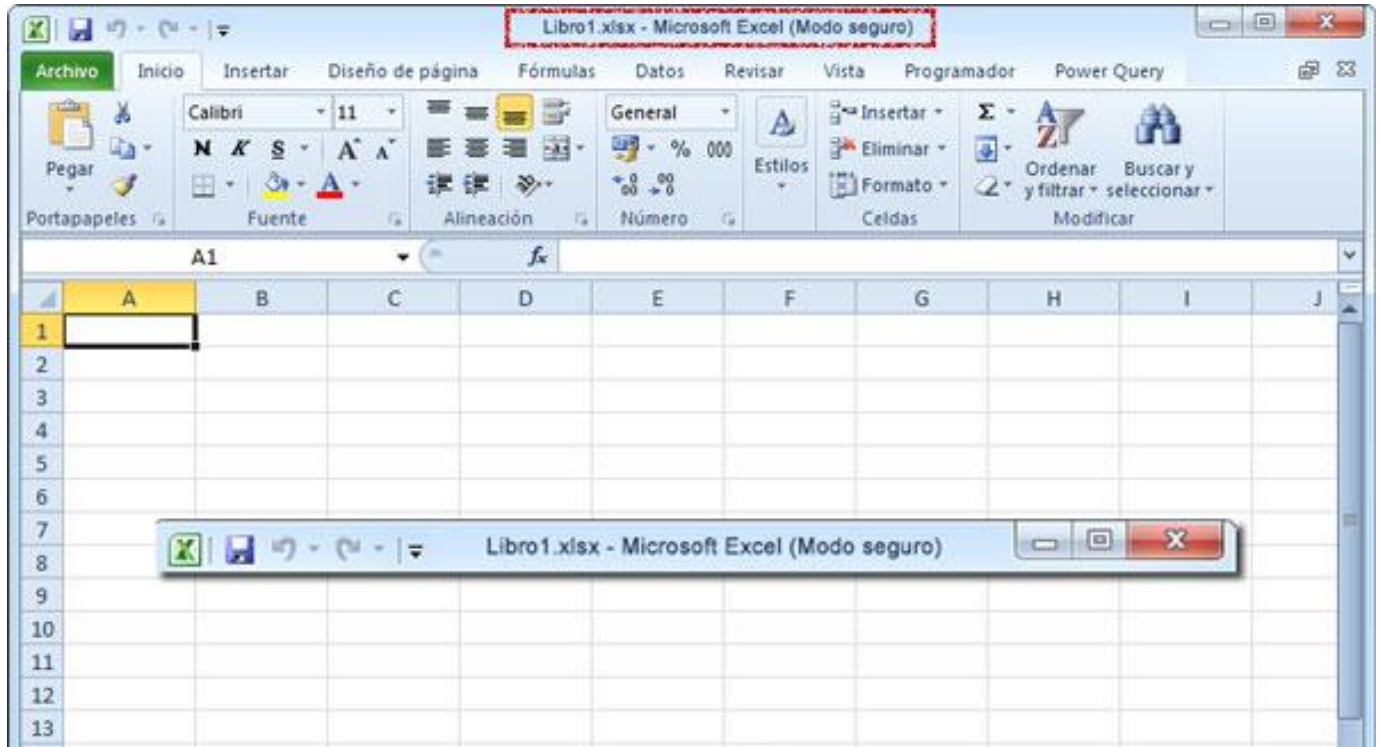 Libro1.xlsx - Microsoft Excel (Modo seguro)
Archivo Inicio Insertar Diseño de página Fórmulas Datos Revisar Vista Programador Power Query
Calibri 11 General Insertar Σ
N K S A A % 000 Eliminar
Pegar Estilos Ordenar y filtrar Buscar y seleccionar
A Formato
Portapapeles Fuente Alineación Número Celdas Modificar
A1 fx
A B C D E F G H I J
1
2
3
4
5
6
7
Libro1.xlsx - Microsoft Excel (Modo seguro)
8
9
10
11
12
13